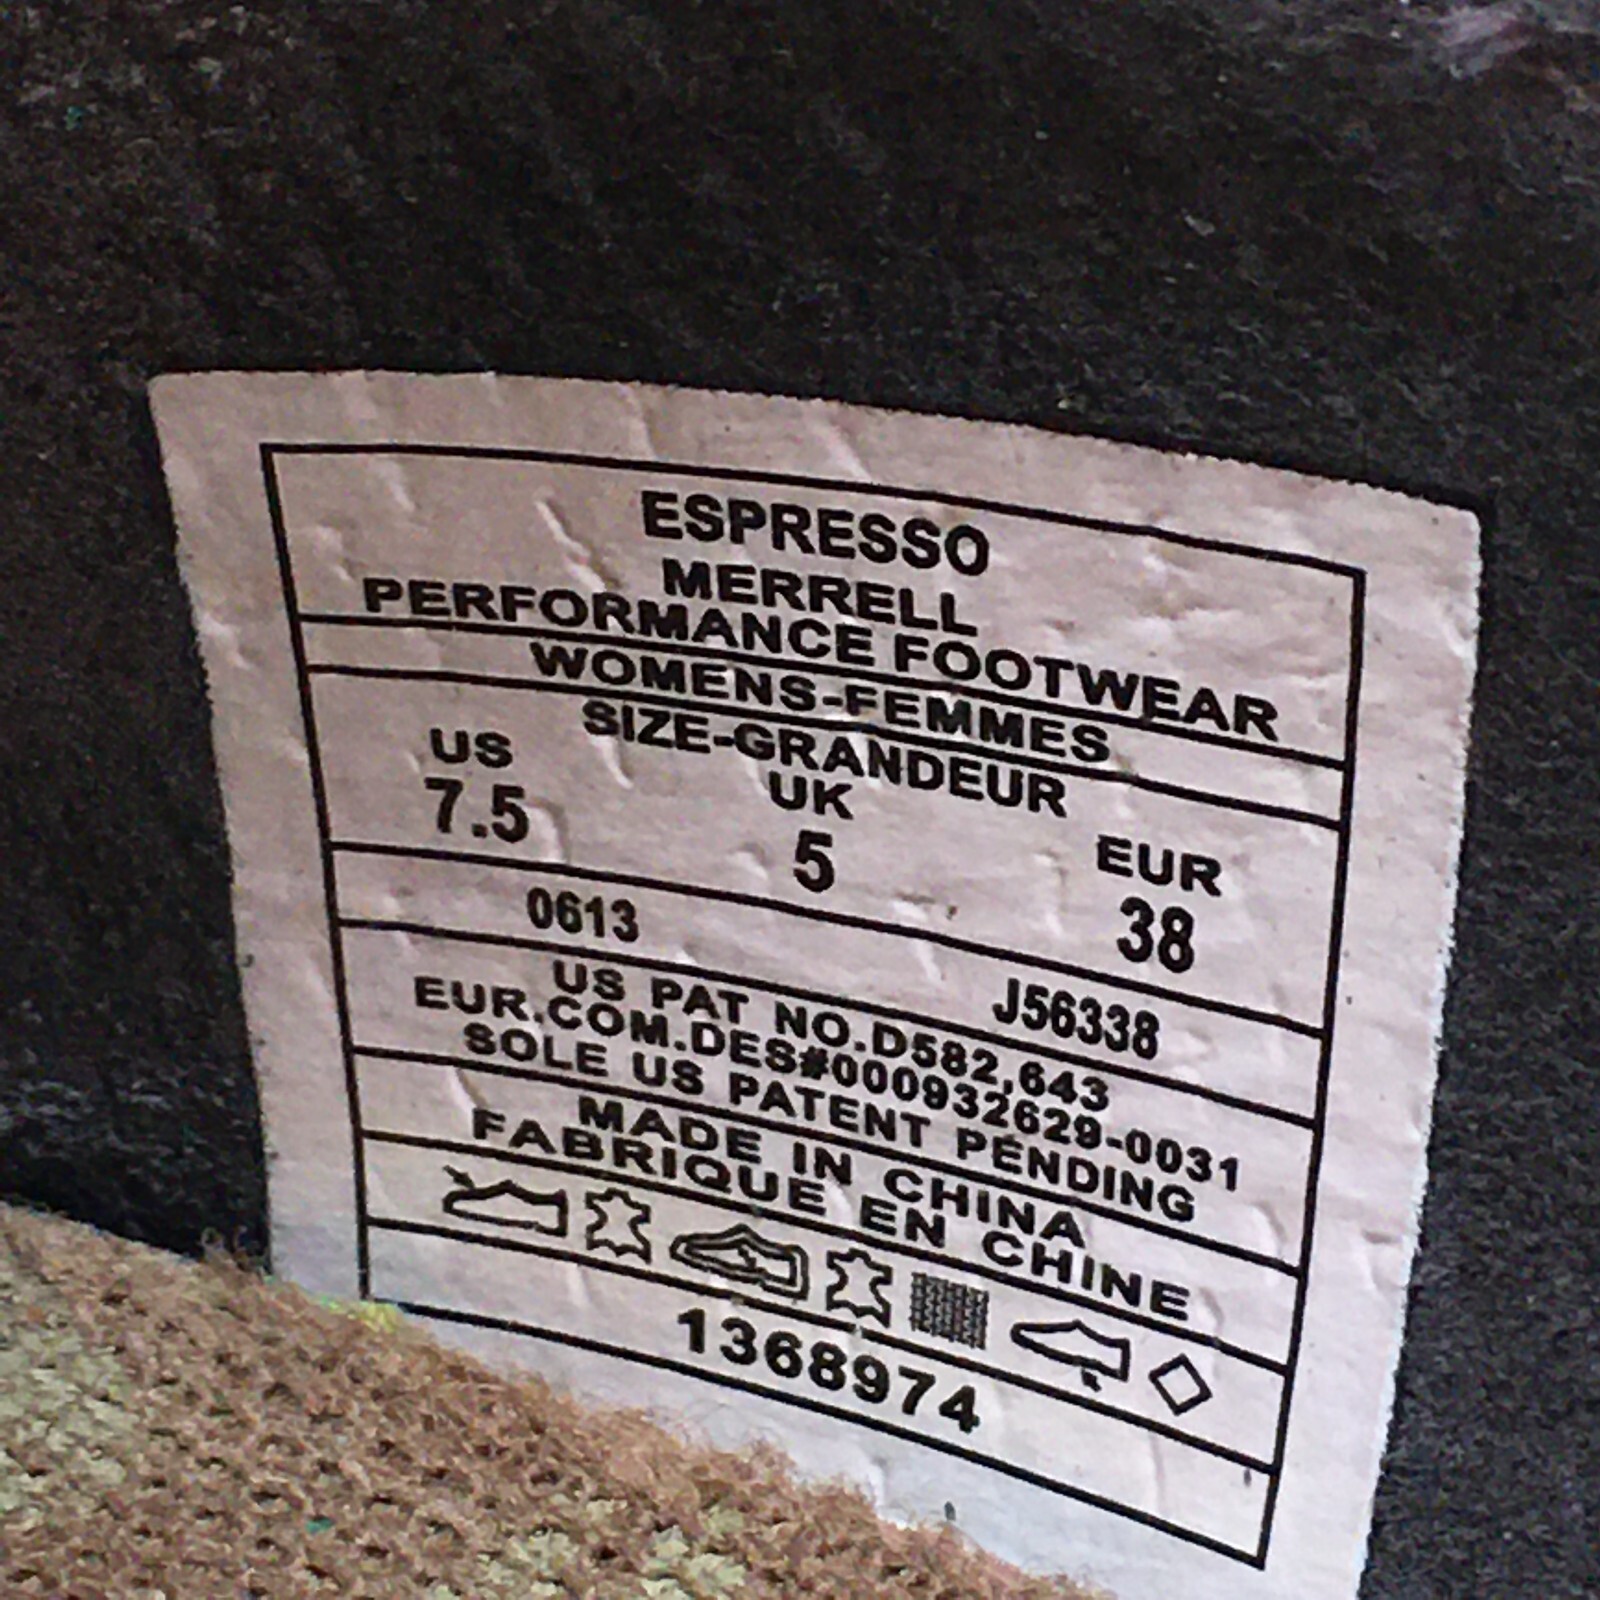 ESPRESSO
MERRELL
PERFORMANCE FOOTWEAR
WOMENS-FEMMES
SIZE-GRANDEUR
US UK EUR
7.5 5 38
0613 J56338
US PAT NO.D582,643
EUR.COM.DES#000932629-0031
SOLE US PATENT PENDING
MADE IN CHINA
FABRIQUE EN CHINE
1368974